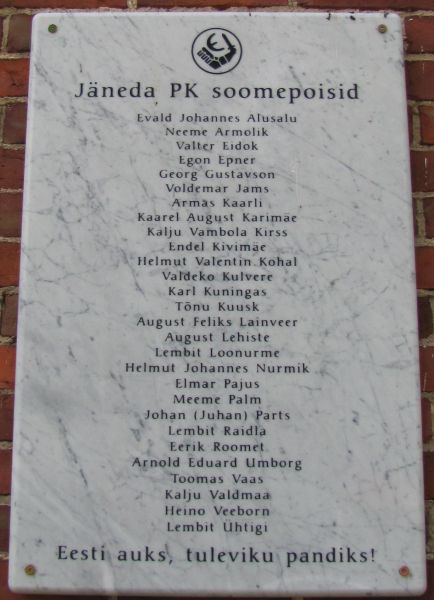 Jäneda PK soomepoisid
Evald Johannes Alusalu
Neeme Armolik
Valter Eidok
Egon Epner
Georg Gustavson
Voldemar Jams
Armas Kaarli
Kaarel August Karimäe
Kalju Vambola Kirss
Endel Kivimäe
Helmut Valentin Kohal
Valdeko Kulvere
Karl Kuningas
Tõnu Kuusk
August Feliks Lainveer
August Lehiste
Lembit Loonurme
Helmut Johannes Nurmik
Elmar Pajus
Meeme Palm
Johan (Juhan) Parts
Lembit Raidla
Eerik Roomet
Arnold Eduard Umborg
Toomas Vaas
Kalju Valdmaa
Heino Veeborn
Lembit Uhtigi
Eesti auks, tuleviku pandiks!